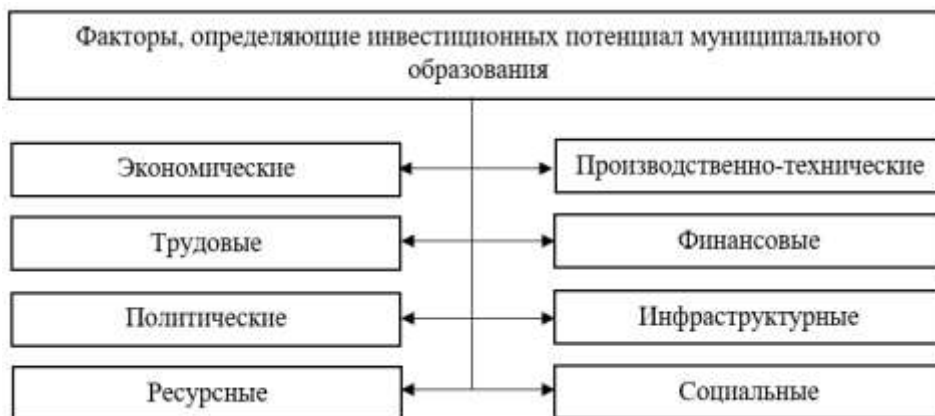 Факторы, определяющие инвестиционных потенциал муниципального
образования
Экономические
Производственно-технические
Трудовые
Финансовые
Политические
Инфраструктурные
Ресурсные
Социальные